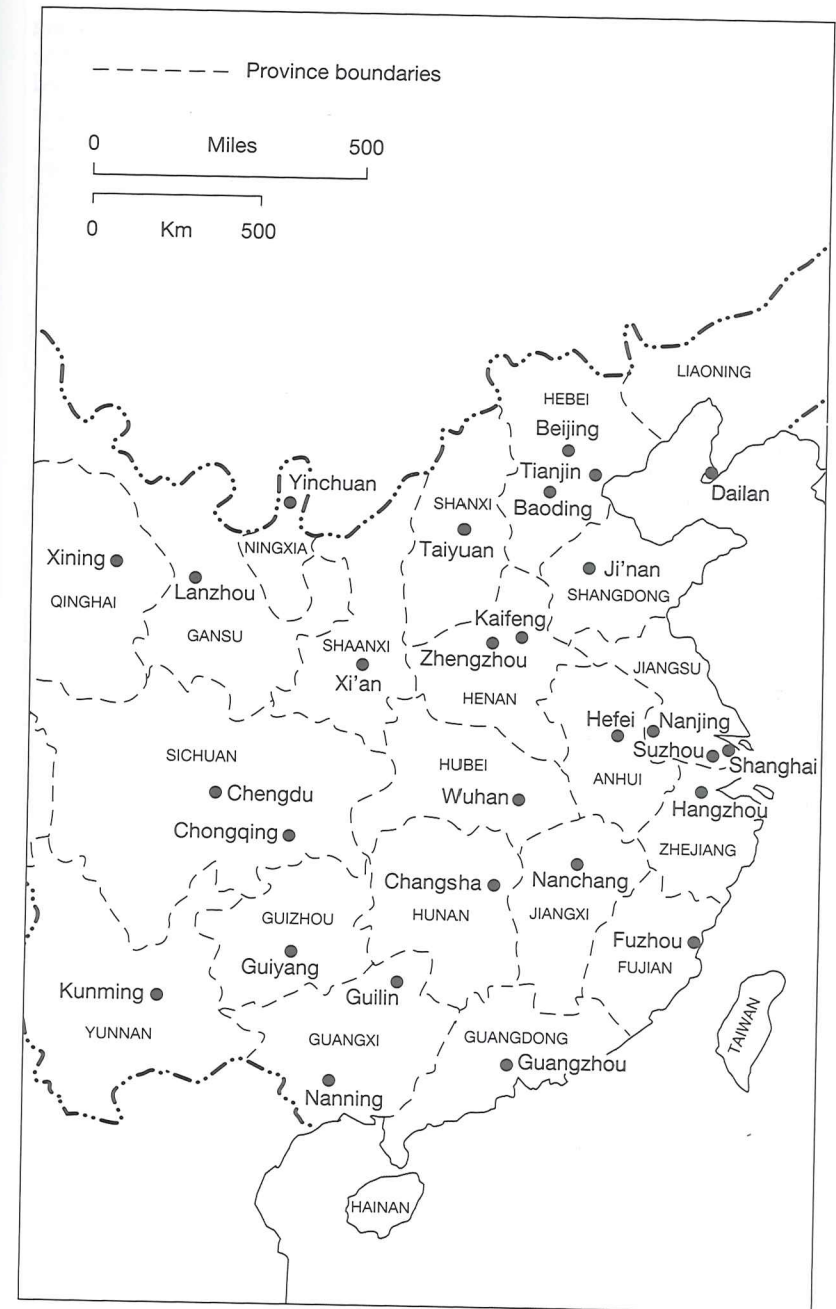 Province boundaries
0 Miles 500
0 Km 500
LIAONING
HEBEI
Beijing
Tianjin
Dailan
Yinchuan
SHANXI
Baoding
NINGXIA
Taiyuan
Xining
Ji'nan
Lanzhou
QINGHAI
SHANGDONG
Kaifeng
GANSU
SHAANXI
Zhengzhou
JIANGSU
Xi'an
HENAN
Hefei
Nanjing
SICHUAN
Suzhou
HUBEI
Shanghai
ANHUI
Chengdu
Wuhan
Hangzhou
Chongqing
ZHEJIANG
Changsha
Nanchang
GUIZHOU
HUNAN
JIANGXI
Fuzhou
Guiyang
FUJIAN
Kunming
Guilin
YUNNAN
GUANGXI
GUANGDONG
TAIWAN
Guangzhou
Nanning
HAINAN